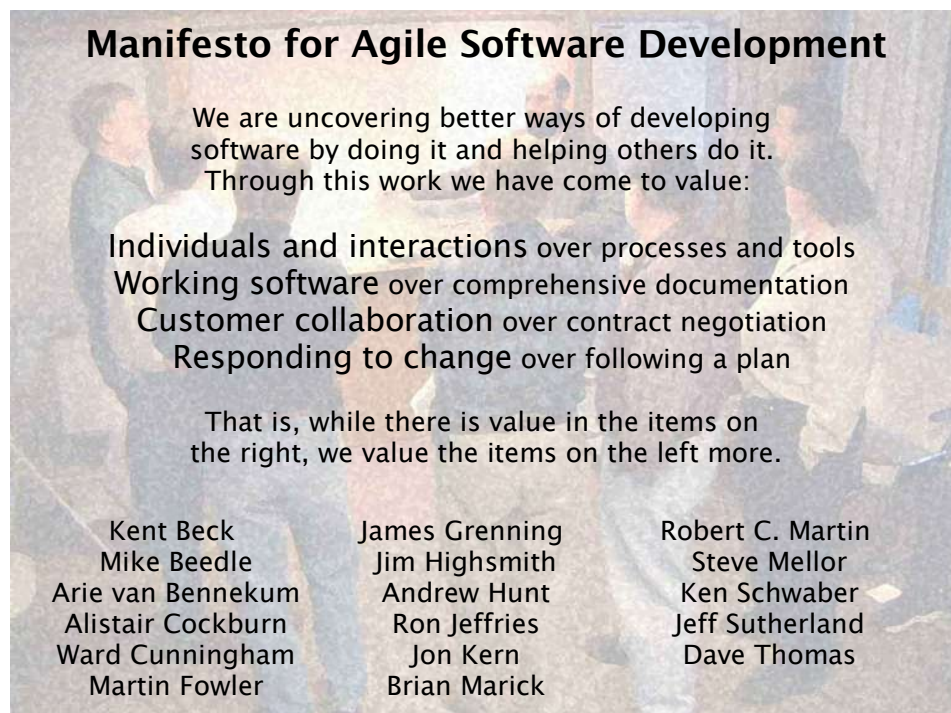 Manifesto for Agile Software Development
We are uncovering better ways of developing
software by doing it and helping others do it.
Through this work we have come to value:
Individuals and interactions over processes and tools
Working software over comprehensive documentation
Customer collaboration over contract negotiation
Responding to change over following a plan
That is, while there is value in the items on
the right, we value the items on the left more.
Kent Beck
Mike Beedle
Arie van Bennekum
Alistair Cockburn
Ward Cunningham
Martin Fowler
James Grenning
Jim Highsmith
Andrew Hunt
Ron Jeffries
Jon Kern
Brian Marick
Robert C. Martin
Steve Mellor
Ken Schwaber
Jeff Sutherland
Dave Thomas